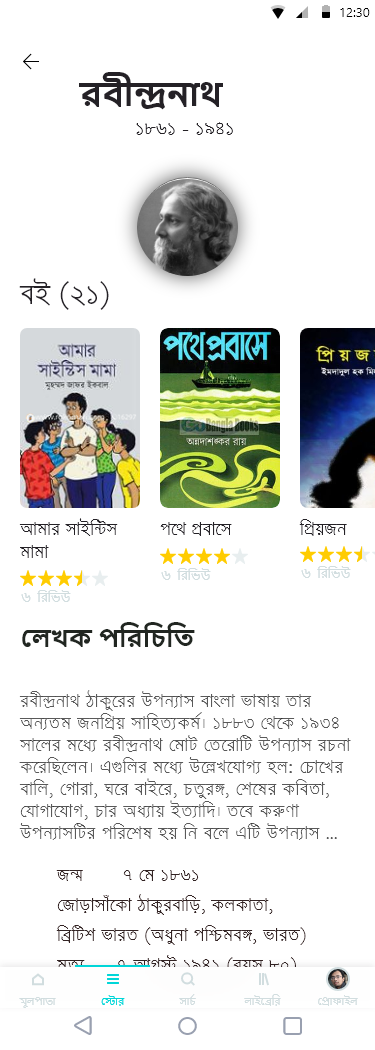 12:30
রবীন্দ্রনাথ
১৮৬১ - ১৯৪১
বই (২১)
আমার
সাইন্টিস মামা
মুহম্মদ জাফর ইকবাল
পথে প্রবাসে
Bangla Books
অন্নদাশঙ্কর রায়
প্রিয়জ
ইমদাদুল হক মি
আমার সাইন্টিস
মামা
৬ রিভিউ
পথে প্রবাসে
৬ রিভিউ
প্রিয়জন
৬ রিভিউ
লেখক পরিচিতি
রবীন্দ্রনাথ ঠাকুরের উপন্যাস বাংলা ভাষায় তার
অন্যতম জনপ্রিয় সাহিত্যকর্ম। ১৮৮৩ থেকে ১৯৩৪
সালের মধ্যে রবীন্দ্রনাথ মোট তেরোটি উপন্যাস রচনা
করেছিলেন। এগুলির মধ্যে উল্লেখযোগ্য হল: চোখের
বালি, গোরা, ঘরে বাইরে, চতুরঙ্গ, শেষের কবিতা,
যোগাযোগ, চার অধ্যায় ইত্যাদি। তবে করুণা
উপন্যাসটির পরিশেষ হয় নি বলে এটি উপন্যাস ...
জন্ম ৭ মে ১৮৬১
জোড়াসাঁকো ঠাকুরবাড়ি, কলকাতা,
ব্রিটিশ ভারত (অধুনা পশ্চিমবঙ্গ, ভারত)
মৃত্যু ৭ আগস্ট ১৯৪১ (বয়স ৮০)
মূলপাতা স্টোর সার্চ লাইব্রেরি প্রোফাইল